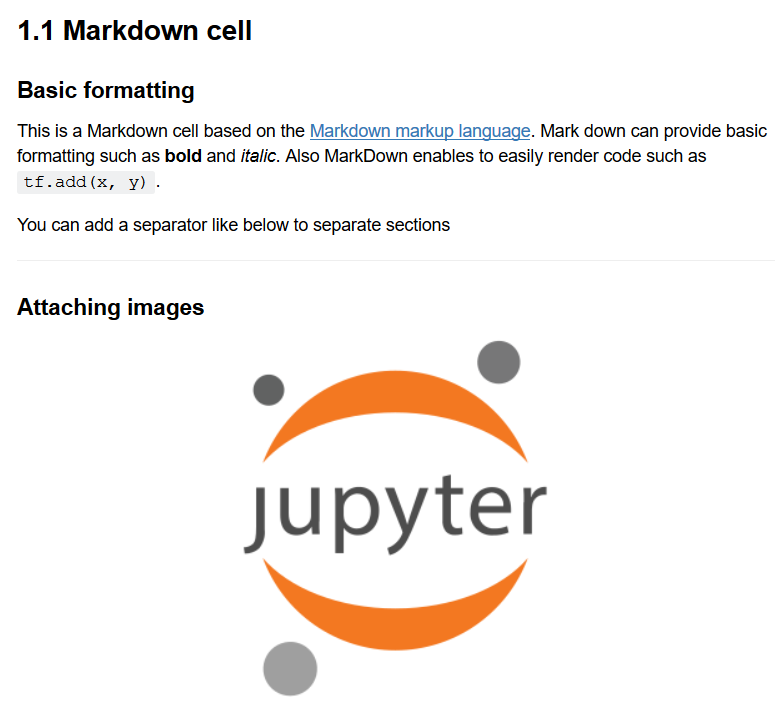 1.1 Markdown cell
Basic formatting
This is a Markdown cell based on the Markdown markup language. Mark down can provide basic
formatting such as bold and italic. Also MarkDown enables to easily render code such as
tf.add(x, y) .
You can add a separator like below to separate sections
Attaching images
jupyter